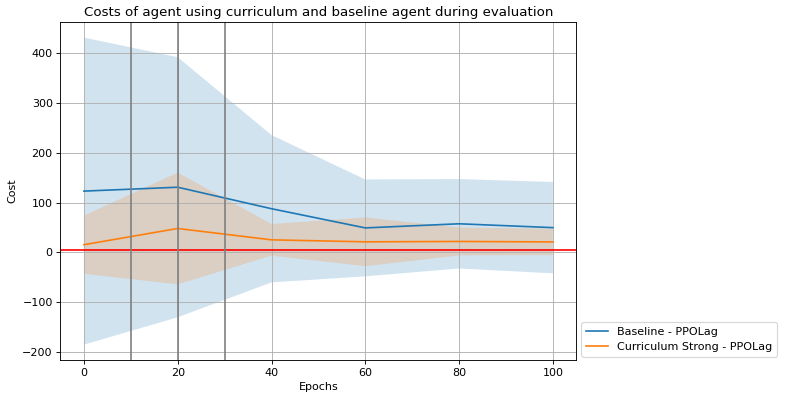 Costs of agent using curriculum and baseline agent during evaluation
400
300
200
100
0
−100
−200
Cost
0 20 40 60 80 100
Epochs
Baseline - PPOLag
Curriculum Strong - PPOLag